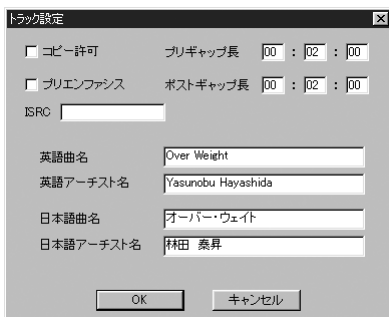 トラック設定
コピー許可 プリギャップ長 00 : 02 : 00
プリエンファシス ポストギャップ長 00 : 02 : 00
ISRC
英語曲名 Over Weight
英語アーチスト名 Yasunobu Hayashida
日本語曲名 オーバー・ウェイト
日本語アーチスト名 林田 泰昇
OK キャンセル